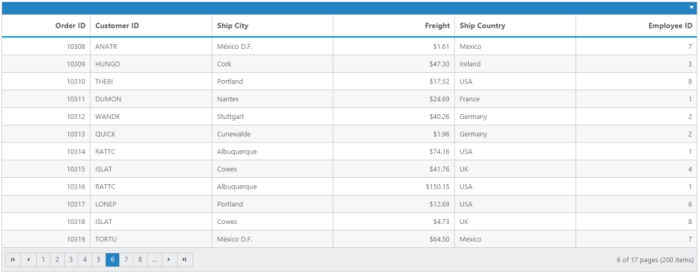 Order ID Customer ID Ship City Freight Ship Country Employee ID
10308 ANATR México D.F. $1.61 Mexico 7
10309 HUNGO Cork $47.30 Ireland 3
10310 THEBI Portland $17.52 USA 8
10311 DUMON Nantes $24.69 France 1
10312 WANDK Stuttgart $40.26 Germany 2
10313 QUICK Cunewalde $1.96 Germany 2
10314 RATTC Albuquerque $74.16 USA 1
10315 ISLAT Cowes $41.76 UK 4
10316 RATTC Albuquerque $150.15 USA 1
10317 LONEP Portland $12.69 USA 6
10318 ISLAT Cowes $4.73 UK 8
10319 TORTU México D.F. $64.50 Mexico 7
1 2 3 4 5 6 7 8 ... 6 of 17 pages (200 items)